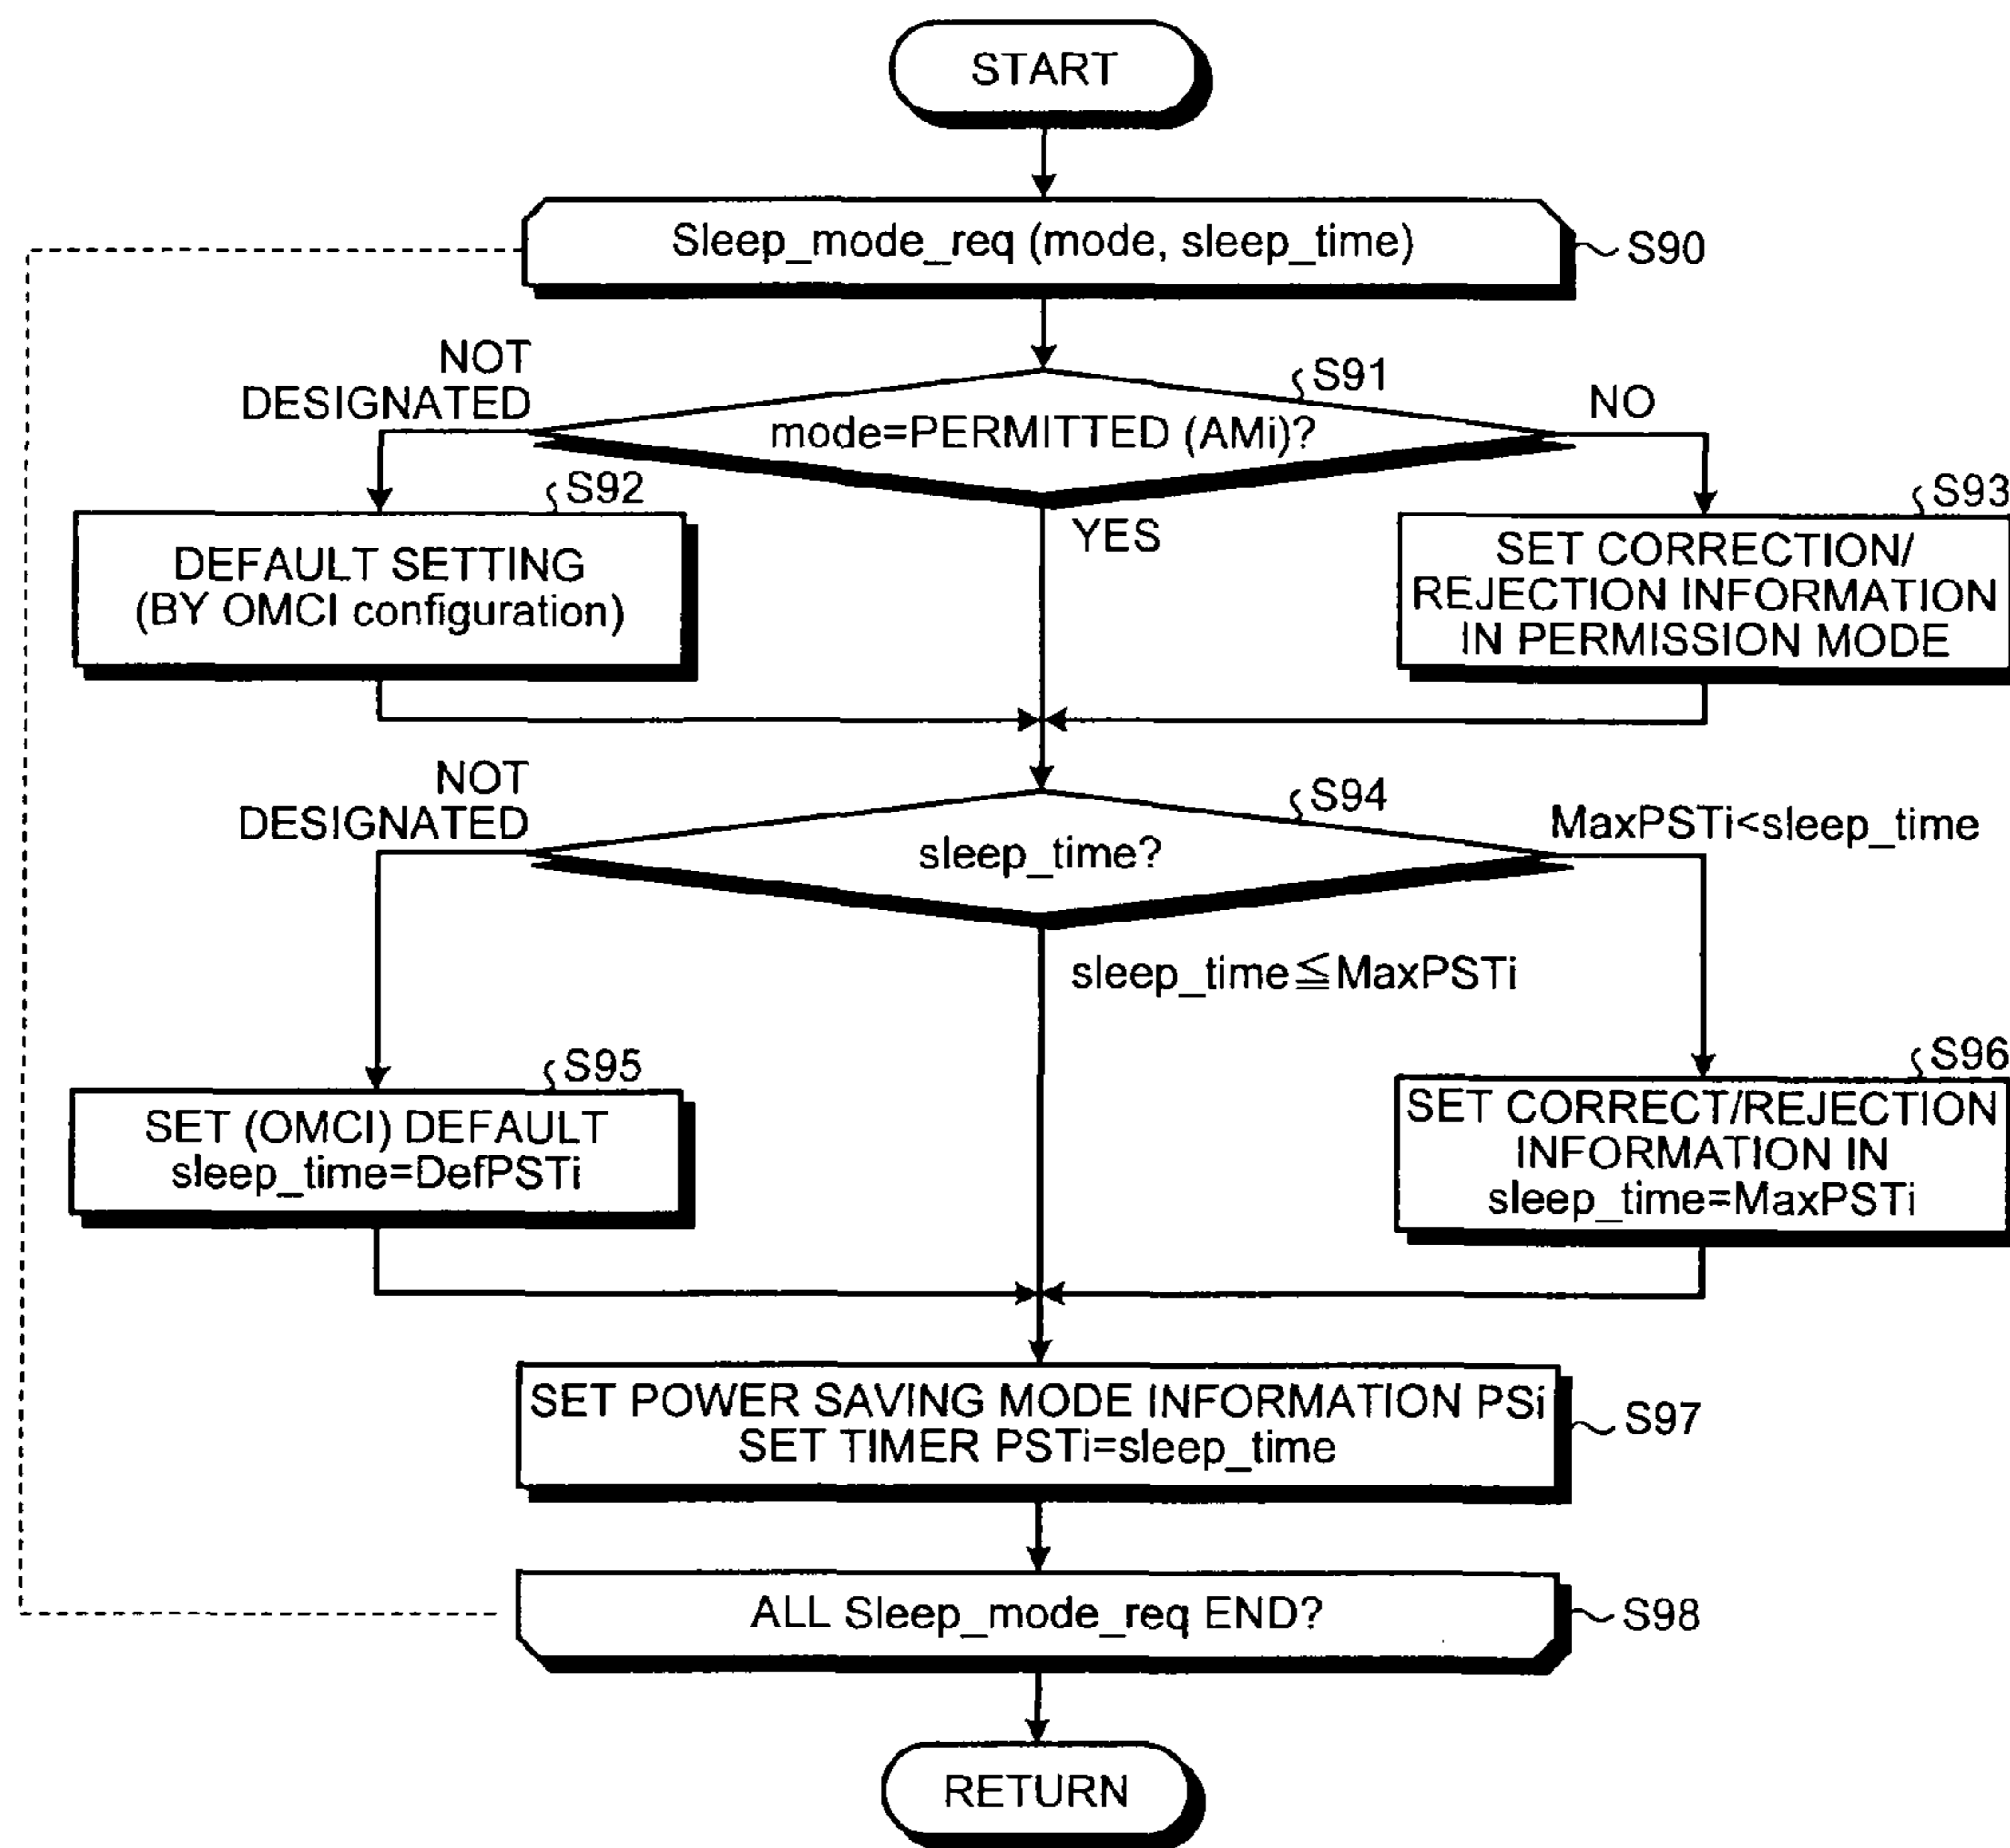 START
Sleep_mode_req (mode, sleep_time)
S90
NOT
DESIGNATED
S91
mode=PERMITTED (AMi)?
NO
S92
DEFAULT SETTING
(BY OMCI configuration)
YES
S93
SET CORRECTION/
REJECTION INFORMATION
IN PERMISSION MODE
NOT
DESIGNATED
S94
sleep_time?
MaxPSTi<sleep_time
sleep_time≦MaxPSTi
S95
SET (OMCI) DEFAULT
sleep_time=DefPSTi
S96
SET CORRECT/REJECTION
INFORMATION IN
sleep_time=MaxPSTi
SET POWER SAVING MODE INFORMATION PSi
SET TIMER PSTi=sleep_time
S97
ALL Sleep_mode_req END?
S98
RETURN